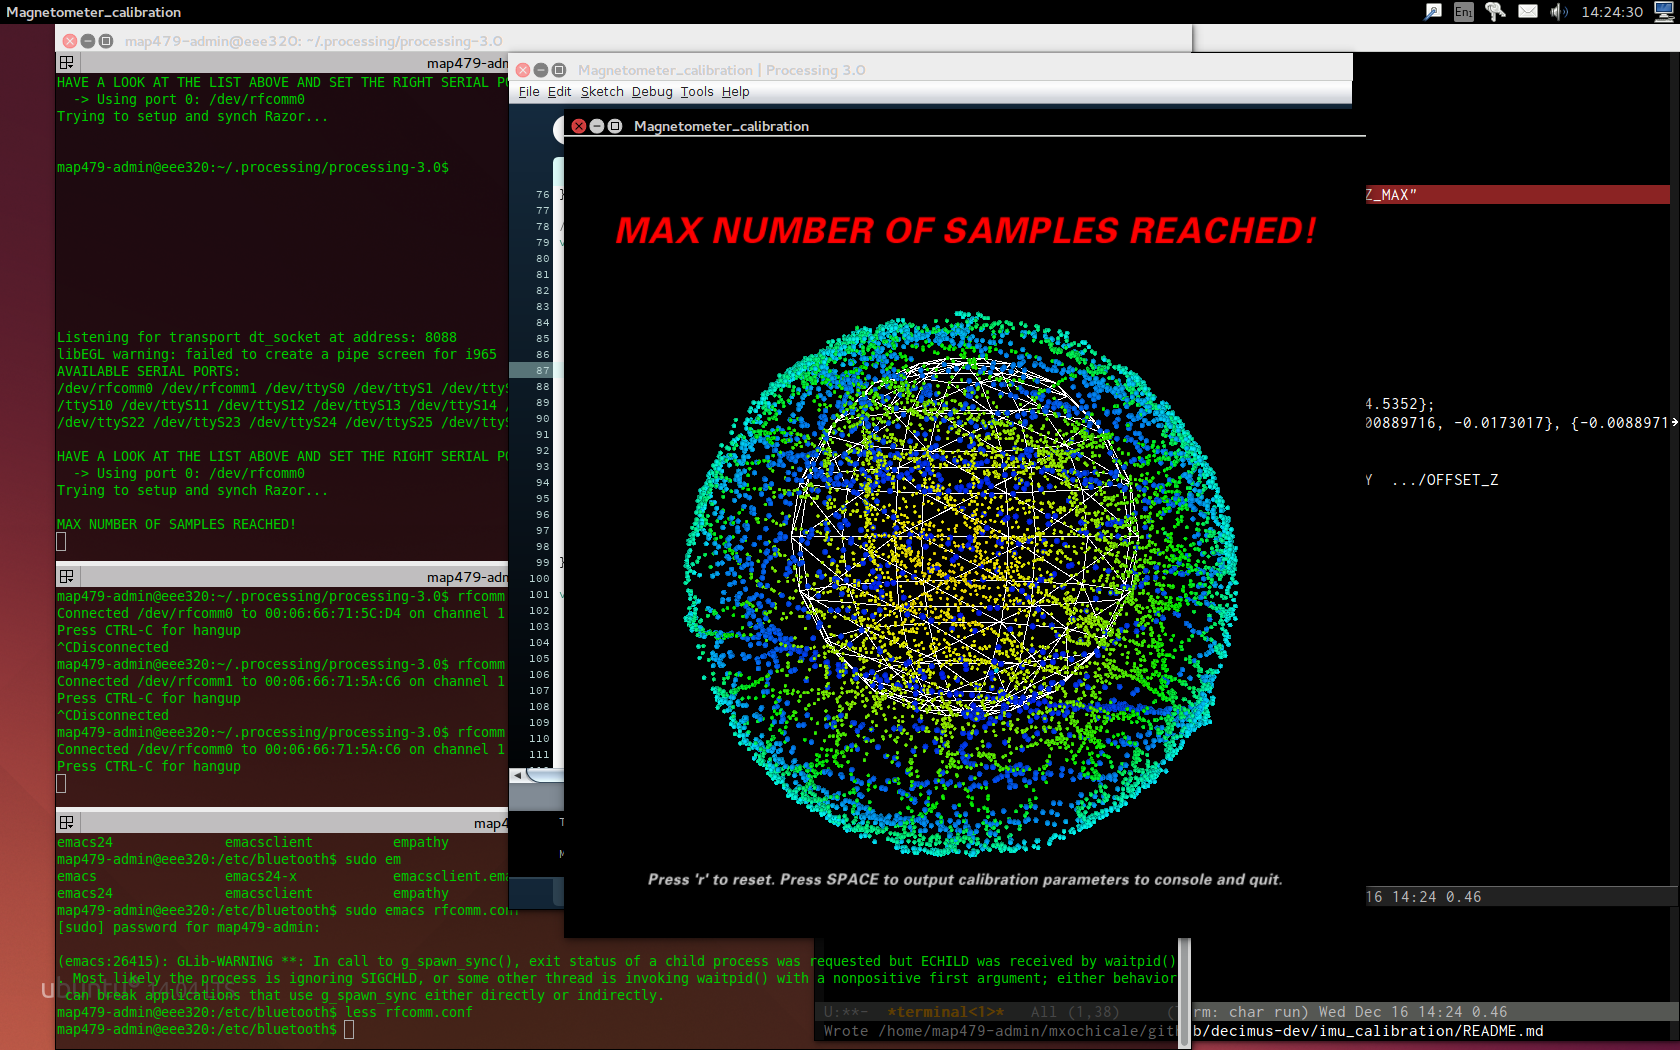 Magnetometer_calibration
En1
14:24:30
map479-admin@eee320: ~/.processing/processing-3.0
map479-adm
HAVE A LOOK AT THE LIST ABOVE AND SET THE RIGHT SERIAL PO
-> Using port 0: /dev/rfcomm0
Trying to setup and synch Razor...
map479-admin@eee320:~/.processing/processing-3.0$
Listening for transport dt_socket at address: 8088
libEGL warning: failed to create a pipe screen for i965
AVAILABLE SERIAL PORTS:
/dev/rfcomm0 /dev/rfcomm1 /dev/ttyS0 /dev/ttyS1 /dev/ttyS
/ttyS10 /dev/ttyS11 /dev/ttyS12 /dev/ttyS13 /dev/ttyS14 /
/dev/ttyS22 /dev/ttyS23 /dev/ttyS24 /dev/ttyS25 /dev/ttyS
HAVE A LOOK AT THE LIST ABOVE AND SET THE RIGHT SERIAL PO
-> Using port 0: /dev/rfcomm0
Trying to setup and synch Razor...
MAX NUMBER OF SAMPLES REACHED!
map479-adm
map479-admin@eee320:~/.processing/processing-3.0$ rfcomm
Connected /dev/rfcomm0 to 00:06:66:71:5C:D4 on channel 1
Press CTRL-C for hangup
^CDisconnected
map479-admin@eee320:~/.processing/processing-3.0$ rfcomm
Connected /dev/rfcomm1 to 00:06:66:71:5A:C6 on channel 1
Press CTRL-C for hangup
^CDisconnected
map479-admin@eee320:~/.processing/processing-3.0$ rfcomm
Connected /dev/rfcomm0 to 00:06:66:71:5A:C6 on channel 1
Press CTRL-C for hangup
map4
emacs24 emacsclient empathy
map479-admin@eee320:/etc/bluetooth$ sudo em
emacs emacs24-x emacsclient.ema
emacs24 emacsclient empathy
map479-admin@eee320:/etc/bluetooth$ sudo emacs rfcomm.conf
[sudo] password for map479-admin:
(emacs:26415): GLib-WARNING **: In call to g_spawn_sync(), exit status of a child process was requested but ECHILD was received by waitpid()
Most likely the process is ignoring SIGCHLD, or some other thread is invoking waitpid() with a nonpositive first argument; either behavior
can break applications that use g_spawn_sync either directly or indirectly.
map479-admin@eee320:/etc/bluetooth$ less rfcomm.conf
map479-admin@eee320:/etc/bluetooth$
Magnetometer_calibration | Processing 3.0
File Edit Sketch Debug Tools Help
76 }
77
78 /
79 v
80
81
82
83
84
85
86
87
88
89
90
91
92
93
94
95
96
97
98
99 }
100
101 v
102
103
104
105
106
107
108
109
110
111
Magnetometer_calibration
MAX NUMBER OF SAMPLES REACHED!
Press 'r' to reset. Press SPACE to output calibration parameters to console and quit.
Z_MAX"
4.5352};
00889716, -0.0173017}, {-0.0088971
Y .../OFFSET_Z
16 14:24 0.46
U:**- *terminal<1>* All (1,38) (Term: char run) Wed Dec 16 14:24 0.46
Wrote /home/map479-admin/mxochicale/github/decimus-dev/imu_calibration/README.md